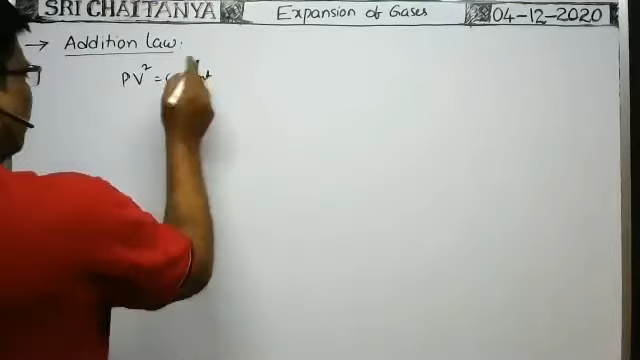 SRI CHAITANYA
Expansion of Gases
04-12-2020
→ Addition law.
PV² =